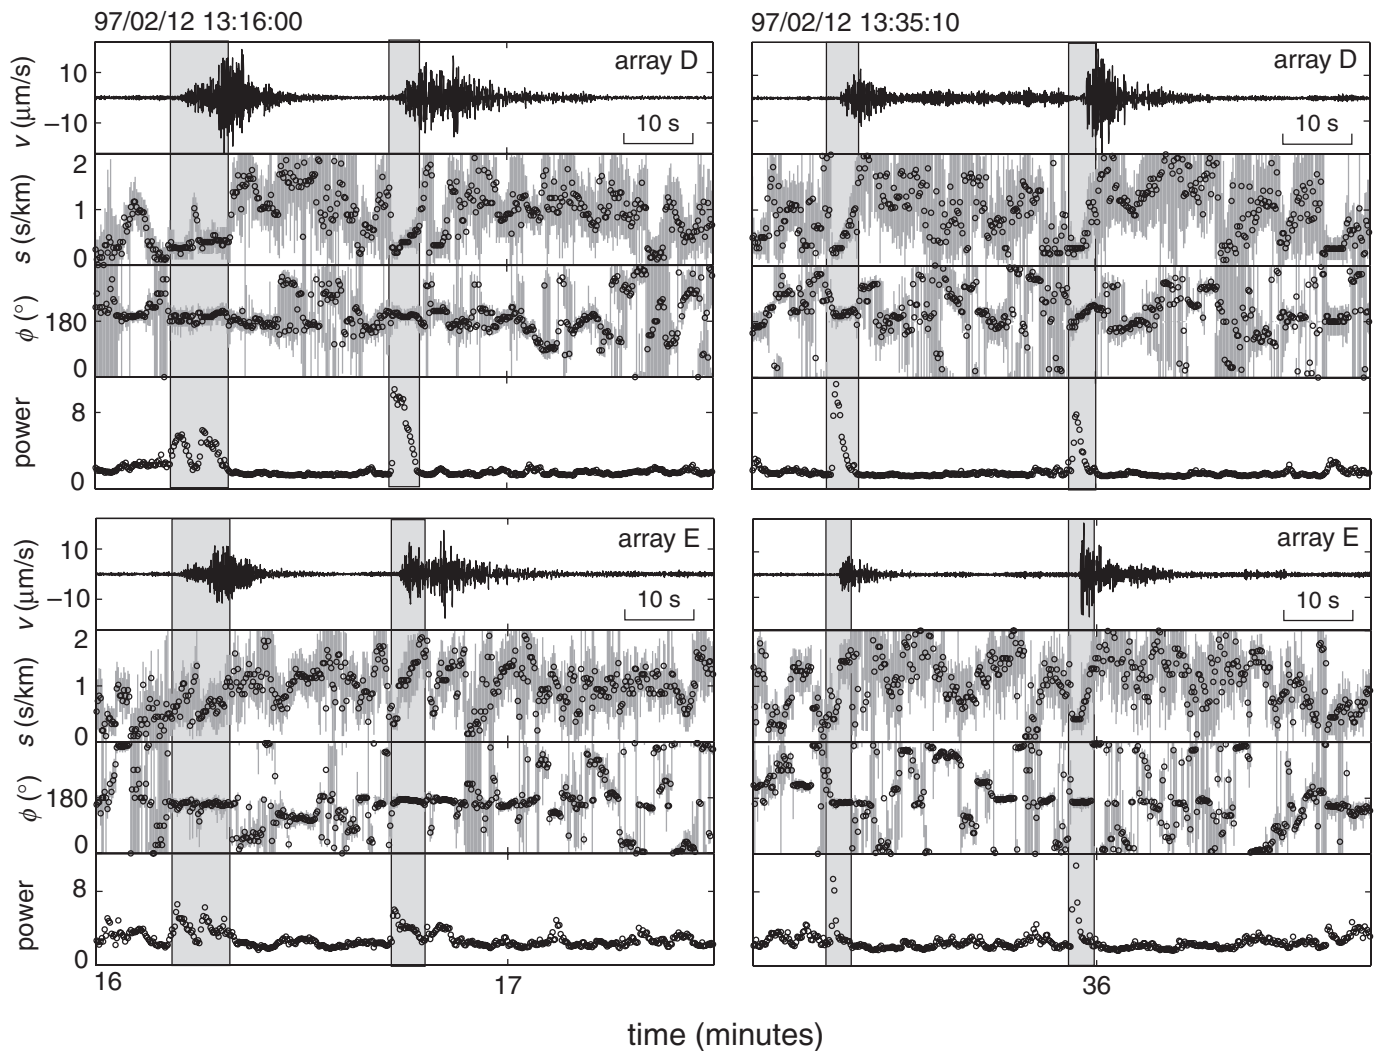 97/02/12 13:16:00
97/02/12 13:35:10
array D
10
−10
v (μm/s)
10 s
array D
10 s
2
1
0
s (s/km)
180
0
ϕ (°)
8
0
power
array E
10
−10
v (μm/s)
10 s
array E
10 s
2
1
0
s (s/km)
180
0
ϕ (°)
8
0
power
16
17
36
time (minutes)